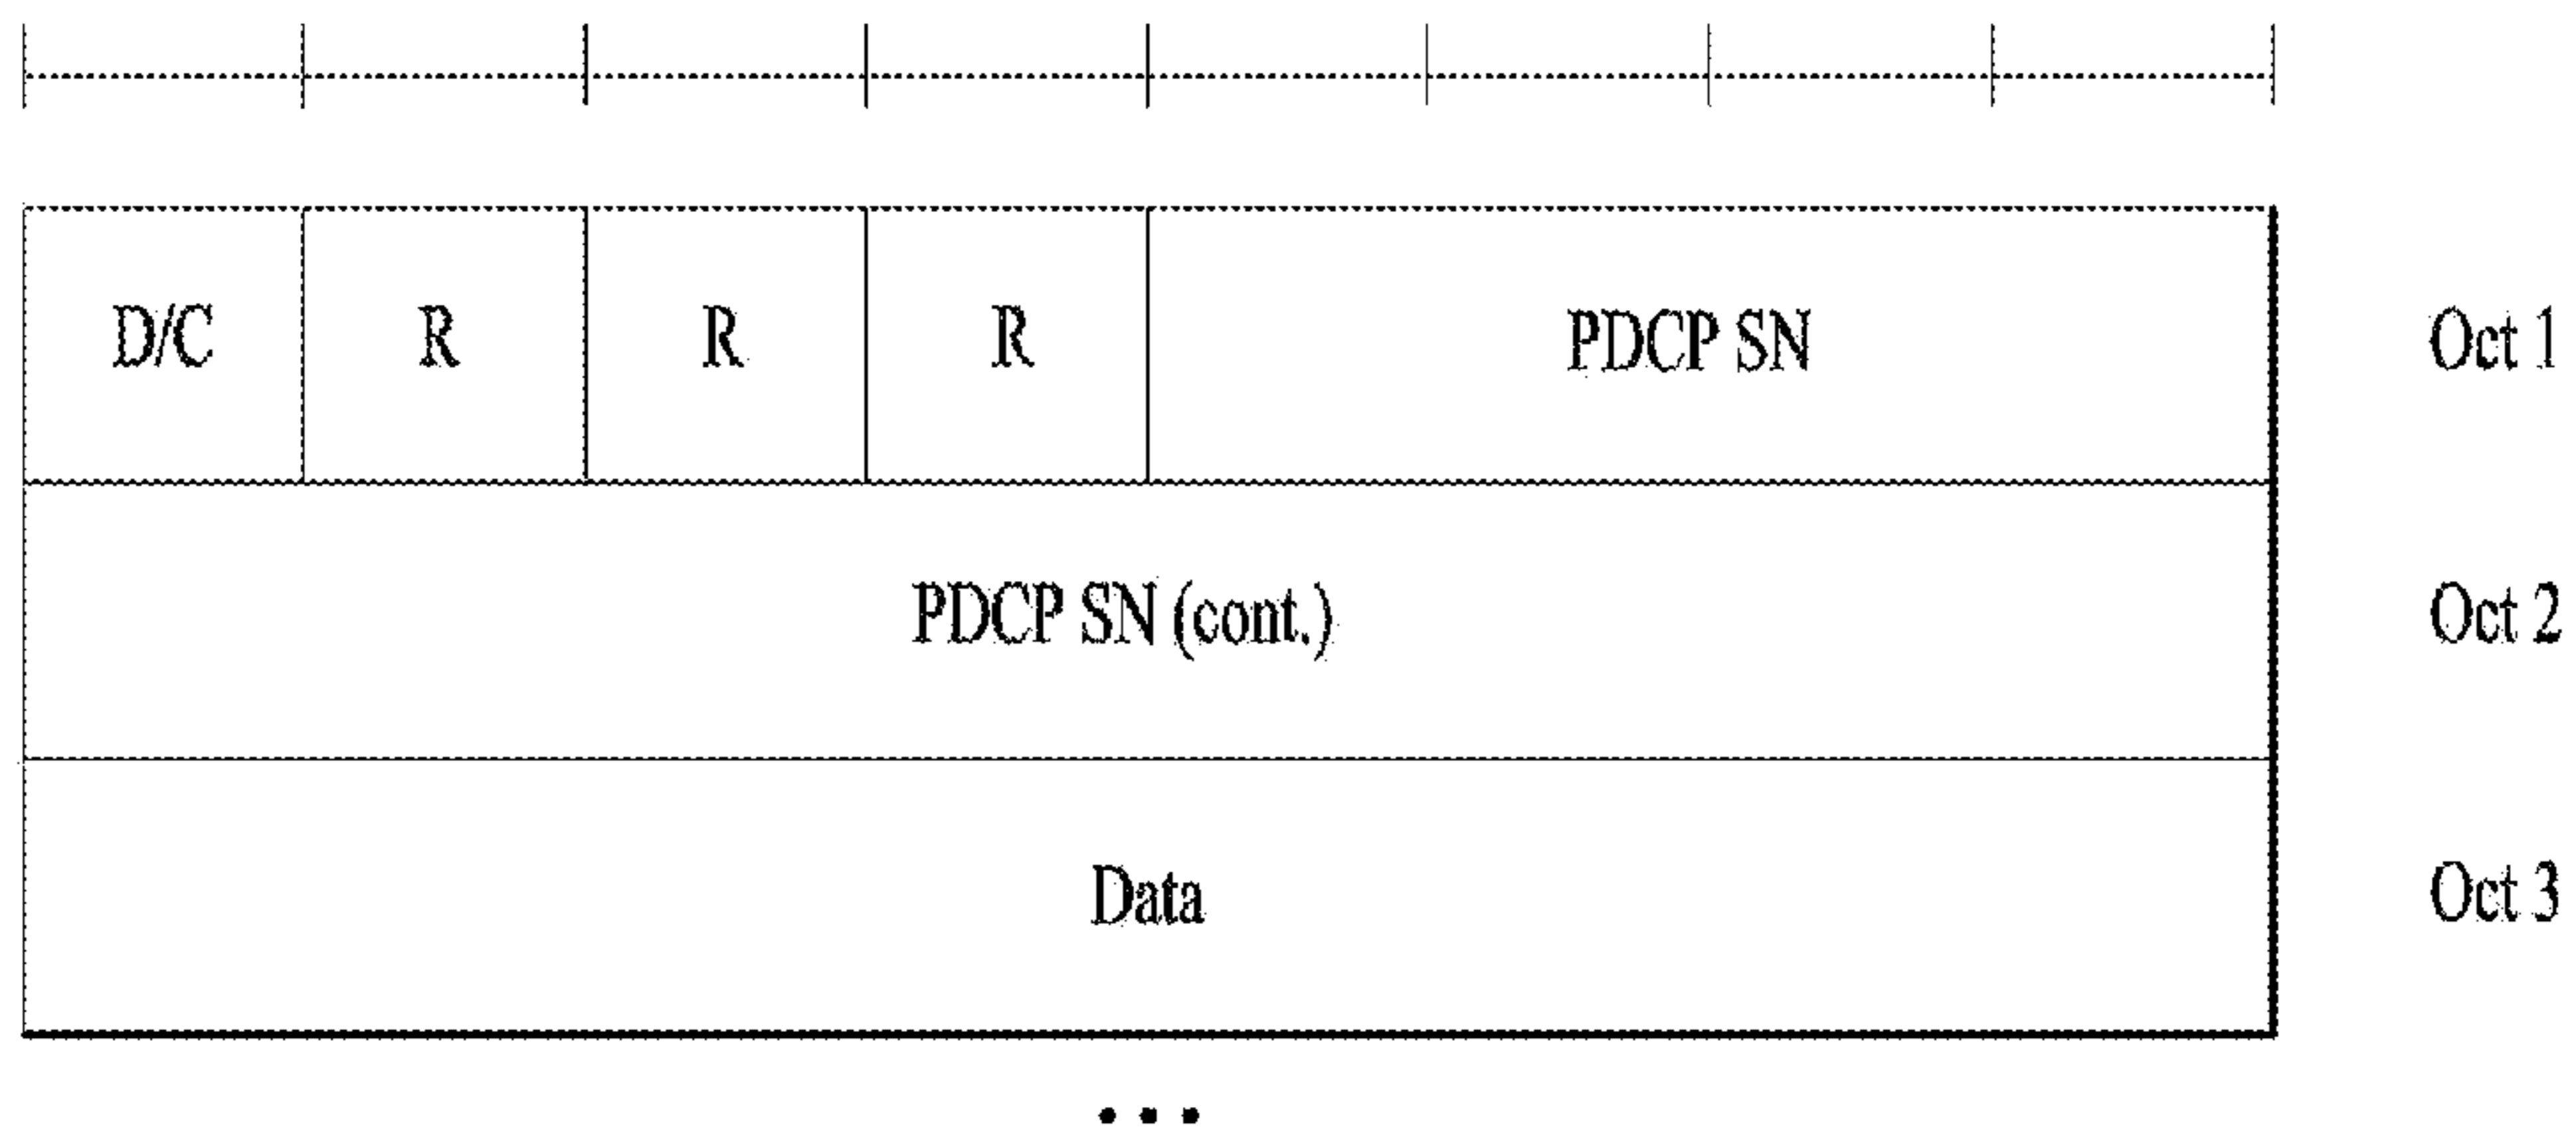 D/C R R R PDCP SN Oct 1
PDCP SN (cont.) Oct 2
Data Oct 3
...